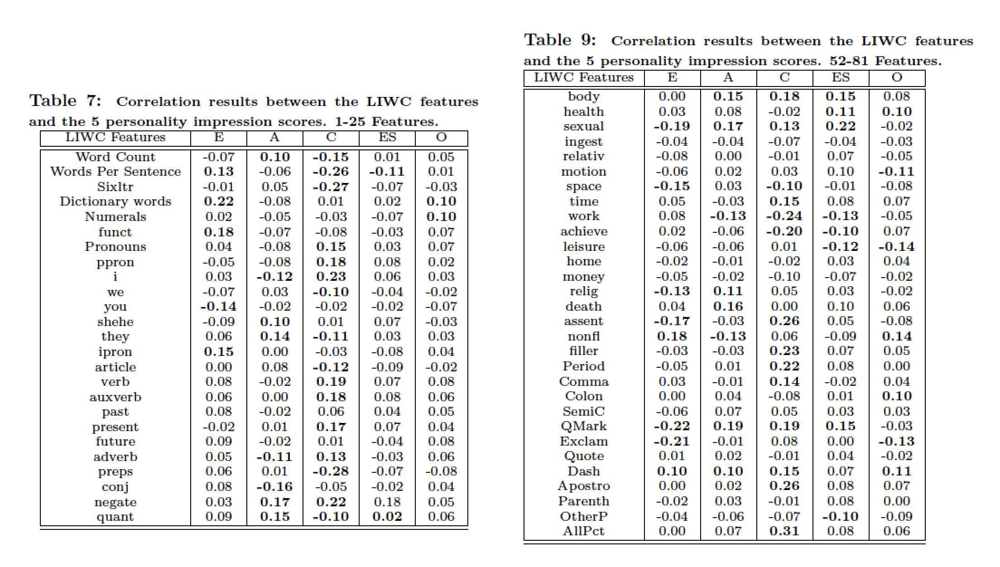 Table 7: Correlation results between the LIWC features
and the 5 personality impression scores. 1-25 Features.
LIWC Features E A C ES O
Word Count -0.07 0.10 -0.15 0.01 0.05
Words Per Sentence 0.13 -0.06 -0.26 -0.11 0.01
Sixltr -0.01 0.05 -0.27 -0.07 -0.03
Dictionary words 0.22 -0.08 0.01 0.02 0.10
Numerals 0.02 -0.05 -0.03 -0.07 0.10
funct 0.18 -0.07 -0.08 -0.03 0.07
Pronouns 0.04 -0.08 0.15 0.03 0.07
ppron -0.05 -0.08 0.18 0.08 0.02
i 0.03 -0.12 0.23 0.06 0.03
we -0.07 0.03 -0.10 -0.04 -0.02
you -0.14 -0.02 -0.02 -0.02 -0.07
shehe -0.09 0.10 0.01 0.07 -0.03
they 0.06 0.14 -0.11 0.03 0.03
ipron 0.15 0.00 -0.03 -0.08 0.04
article 0.00 0.08 -0.12 -0.09 -0.02
verb 0.08 -0.02 0.19 0.07 0.08
auxverb 0.06 0.00 0.18 0.08 0.06
past 0.08 -0.02 0.06 0.04 0.05
present -0.02 0.01 0.17 0.07 0.04
future 0.09 -0.02 0.01 -0.04 0.08
adverb 0.05 -0.11 0.13 -0.03 0.06
preps 0.06 0.01 -0.28 -0.07 -0.08
conj 0.08 -0.16 -0.05 -0.02 0.04
negate 0.03 0.17 0.22 0.18 0.05
quant 0.09 0.15 -0.10 0.02 0.06
Table 9: Correlation results between the LIWC features
and the 5 personality impression scores. 52-81 Features.
LIWC Features E A C ES O
body 0.00 0.15 0.18 0.15 0.08
health 0.03 0.08 -0.02 0.11 0.10
sexual -0.19 0.17 0.13 0.22 -0.02
ingest -0.04 -0.04 -0.07 -0.04 -0.03
relativ -0.08 0.00 -0.01 0.07 -0.05
motion -0.06 0.02 0.03 0.10 -0.11
space -0.15 0.03 -0.10 -0.01 -0.08
time 0.05 -0.03 0.15 0.08 0.07
work 0.08 -0.13 -0.24 -0.13 -0.05
achieve 0.02 -0.06 -0.20 -0.10 0.07
leisure -0.06 -0.06 0.01 -0.12 -0.14
home -0.02 -0.01 -0.02 0.03 0.04
money -0.05 -0.02 -0.10 -0.07 -0.02
relig -0.13 0.11 0.05 0.03 -0.02
death 0.04 0.16 0.00 0.10 0.06
assent -0.17 -0.03 0.26 0.05 -0.08
nonfl 0.18 -0.13 0.06 -0.09 0.14
filler -0.03 -0.03 0.23 0.07 0.05
Period -0.05 0.01 0.22 0.08 0.00
Comma 0.03 -0.01 0.14 -0.02 0.04
Colon 0.00 0.04 -0.08 0.01 0.10
SemiC -0.06 0.07 0.05 0.03 0.03
QMark -0.22 0.19 0.19 0.15 -0.03
Exclam -0.21 -0.01 0.08 0.00 -0.13
Quote 0.01 0.02 -0.01 0.04 -0.02
Dash 0.10 0.10 0.15 0.07 0.11
Apostro 0.00 0.02 0.26 0.08 0.07
Parenth -0.02 0.03 -0.01 0.08 0.00
OtherP -0.04 -0.06 -0.07 -0.10 -0.09
AllPct 0.00 0.07 0.31 0.08 0.06